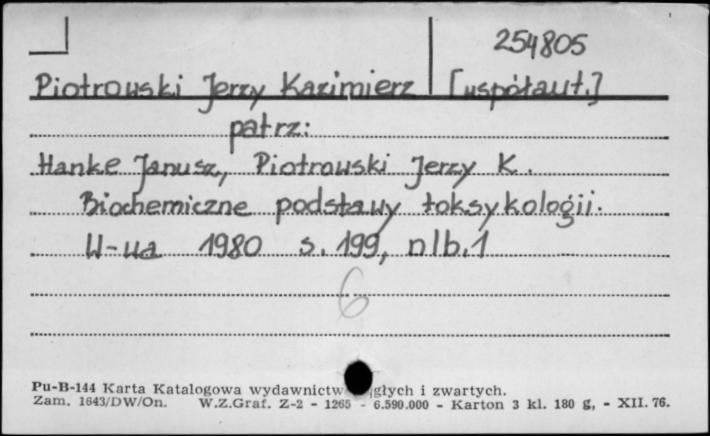 254805
Piotrowski Jerzy Kazimierz [współaut.]
patrz:
Hanke Janusz, Piotrowski Jerzy K.
Biochemiczne podstawy toksykologii.
W-wa 1980 s. 199, nlb. 1
6
Pu-B-144 Karta Katalogowa wydawnictw głych i zwartych.
Zam. 1643/DW/On. W.Z.Graf. Z-2 - 1265 - 6.590.000 - Karton 3 kl. 180 g, - XII. 76.